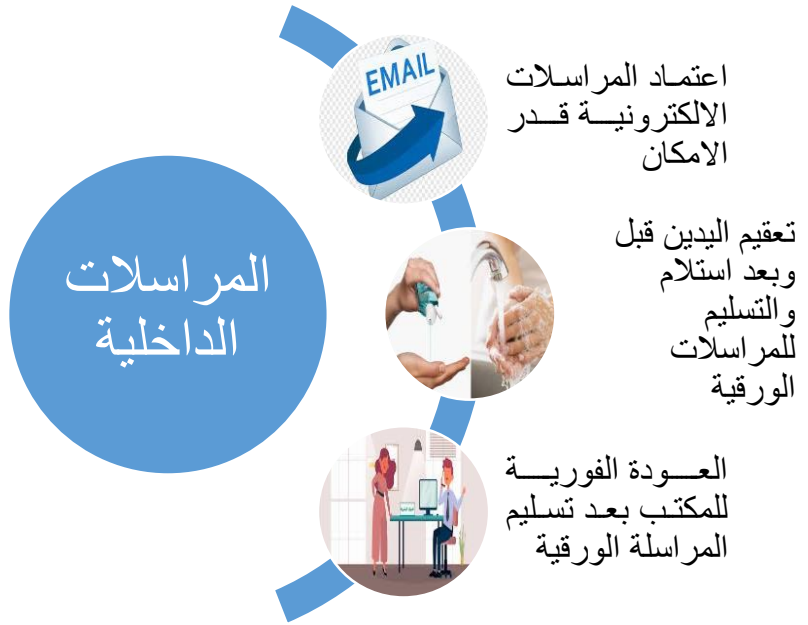 المراسلات
الداخلية
EMAIL
اعتماد المراسلات
الالكترونية قدر
الامكان
تعقيم اليدين قبل
وبعد استلام
والتسليم
للمراسلات
الورقية
العودة الفورية
للمكتب بعد تسليم
المراسلة الورقية